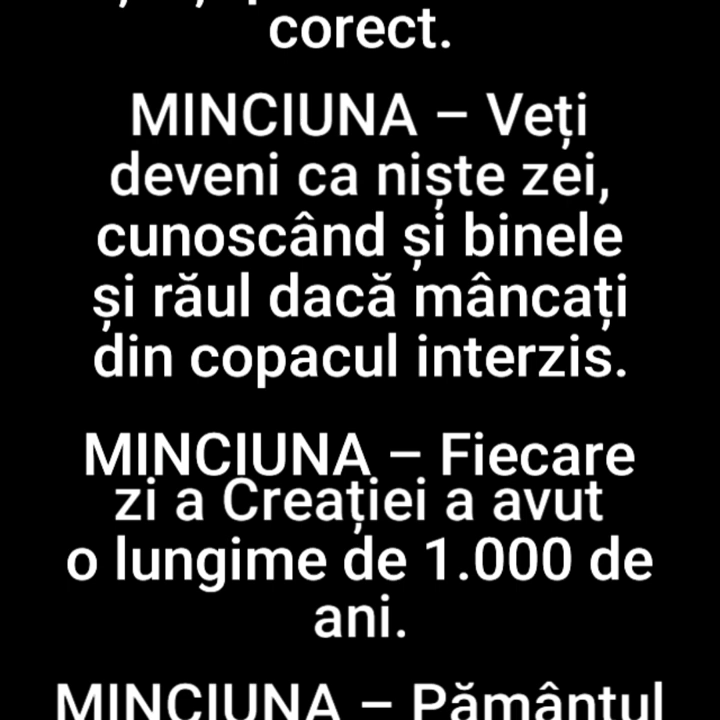 corect.
MINCIUNA – Veți
deveni ca niște zei,
cunoscând și binele
și răul dacă mâncați
din copacul interzis.
MINCIUNA – Fiecare
zi a Creației a avut
o lungime de 1.000 de
ani.
MINCIUNA – Pământul